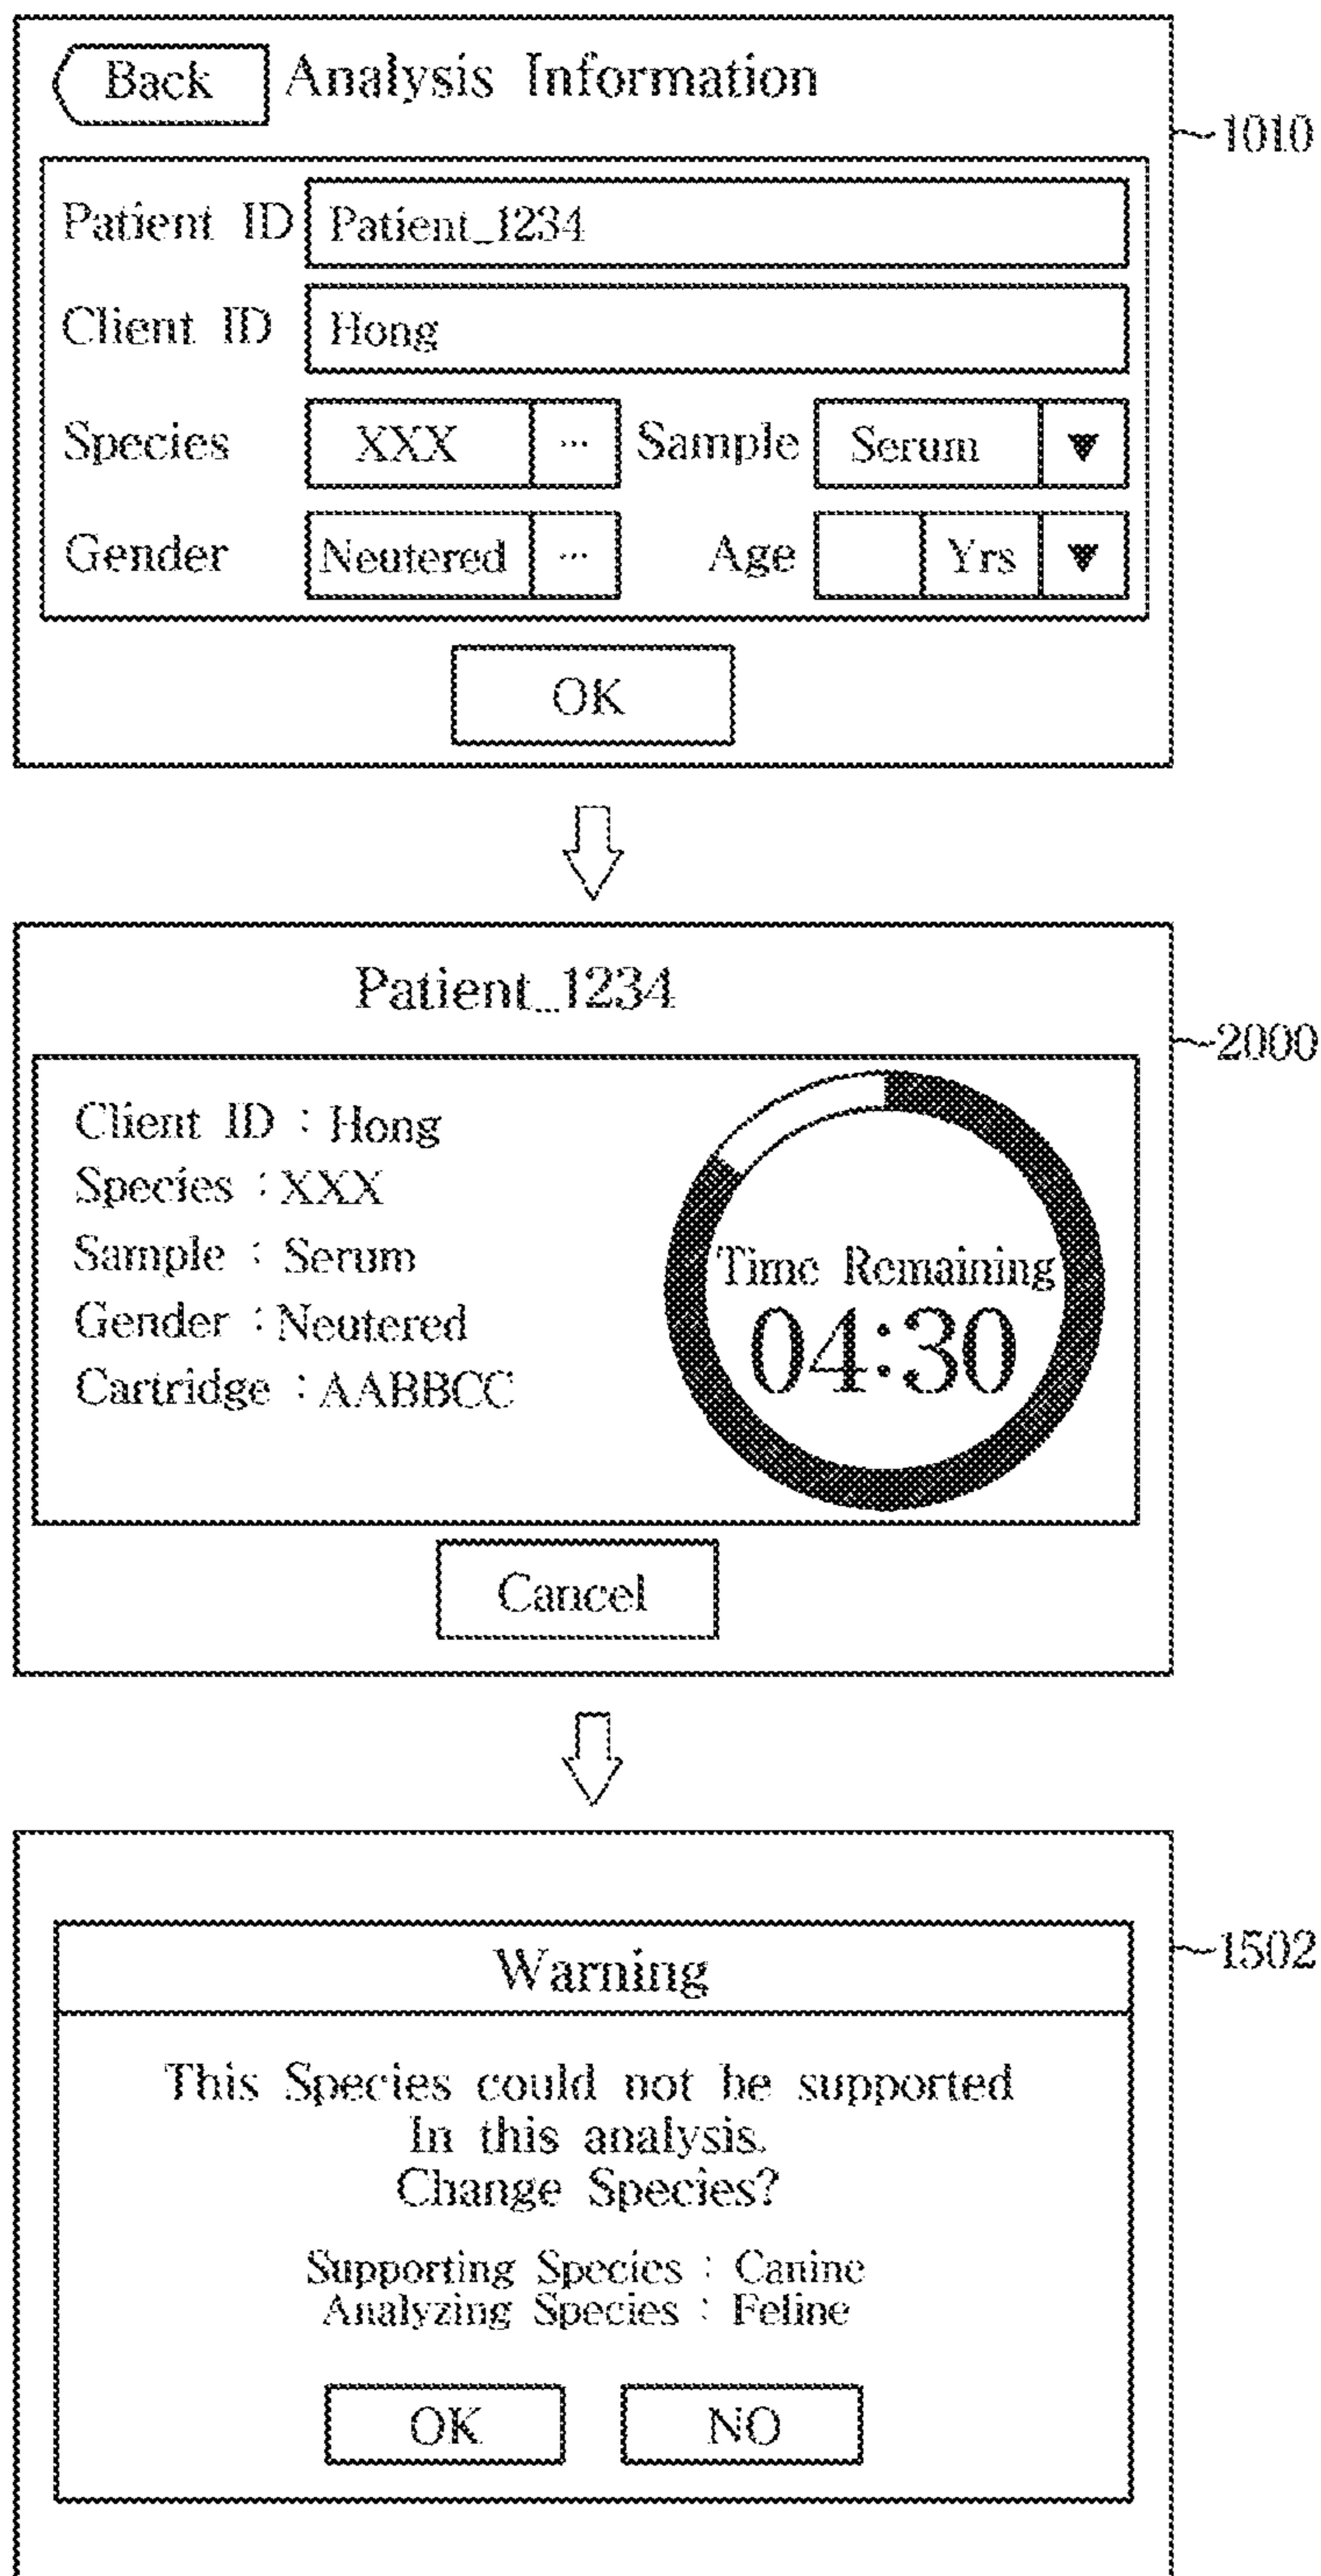 Back Analysis Information
1010
Patient ID Patient_1234
Client ID Hong
Species XXX ... Sample Serum ▼
Gender Neutered ... Age Yrs ▼
OK
Patient_1234
2000
Client ID : Hong
Species : XXX
Sample : Serum
Gender : Neutered
Cartridge : AABBCC
Time Remaining
04:30
Cancel
1502
Warning
This Species could not be supported
In this analysis.
Change Species?
Supporting Species : Canine
Analyzing Species : Feline
OK NO